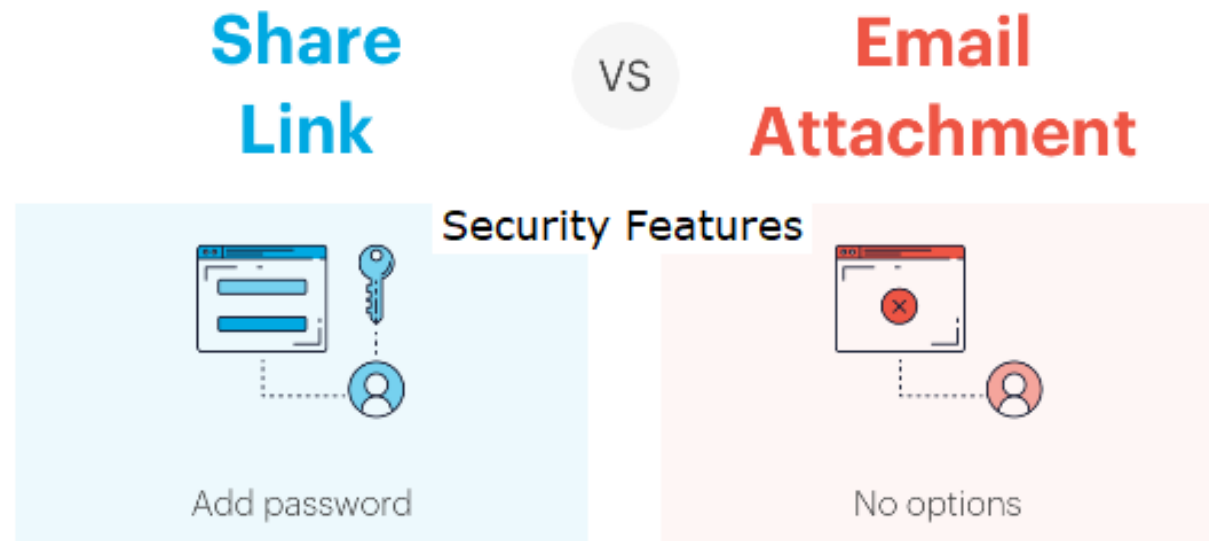 Share
Link
VS
Email
Attachment
Security Features
Add password
No options